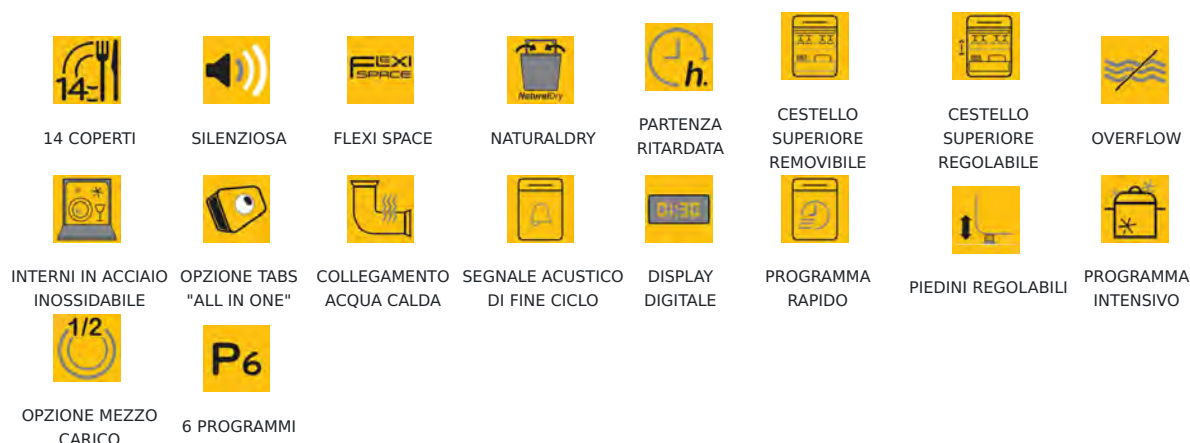 14
FLEXI
SPACE
NaturalDry
h.
14 COPERTI
SILENZIOSA
FLEXI SPACE
NATURALDRY
PARTENZA
RITARDATA
CESTELLO
SUPERIORE
REMOVIBILE
CESTELLO
SUPERIORE
REGOLABILE
OVERFLOW
01:30
INTERNI IN ACCIAIO
INOSSIDABILE
OPZIONE TABS
"ALL IN ONE"
COLLEGAMENTO
ACQUA CALDA
SEGNALE ACUSTICO
DI FINE CICLO
DISPLAY
DIGITALE
PROGRAMMA
RAPIDO
PIEDINI REGOLABILI
PROGRAMMA
INTENSIVO
1/2
P6
OPZIONE MEZZO
CARICO
6 PROGRAMMI